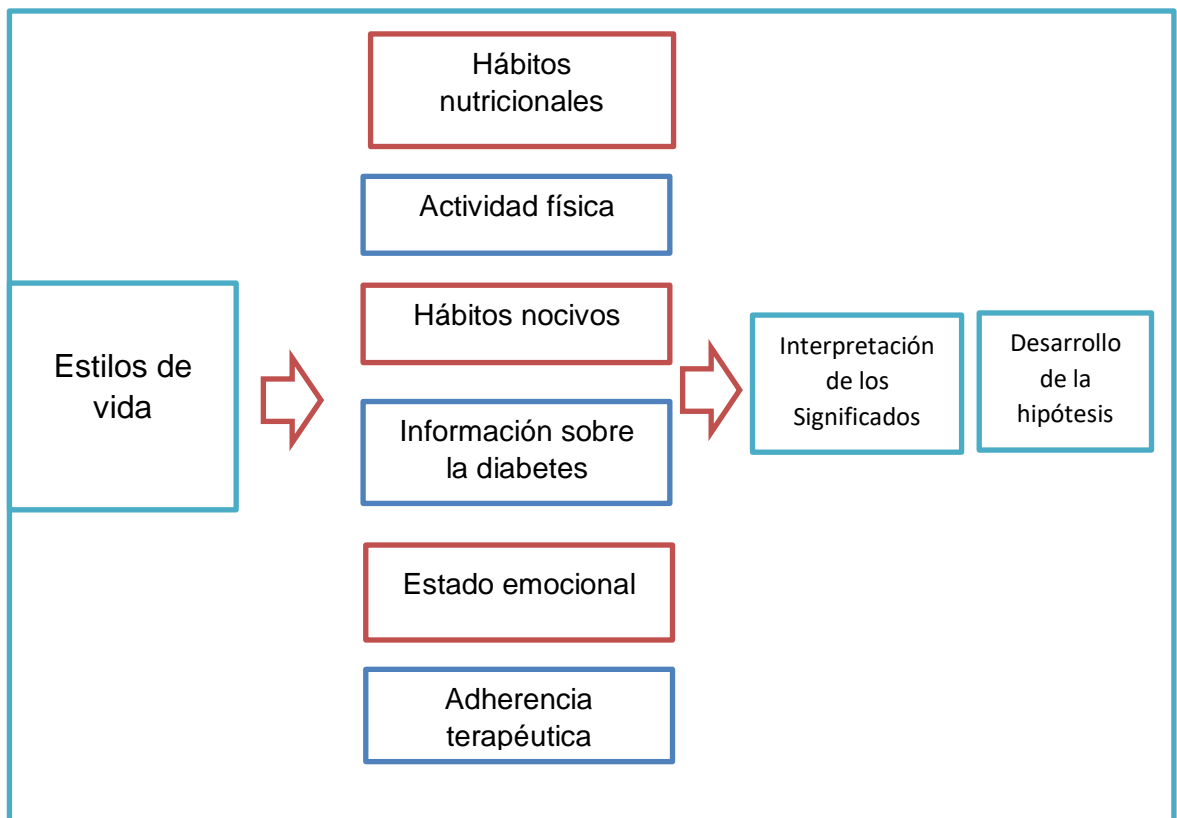 Estilos de
vida
Hábitos
nutricionales
Actividad física
Hábitos nocivos
Información sobre
la diabetes
Estado emocional
Adherencia
terapéutica
Interpretación
de los
Significados
Desarrollo
de la
hipótesis